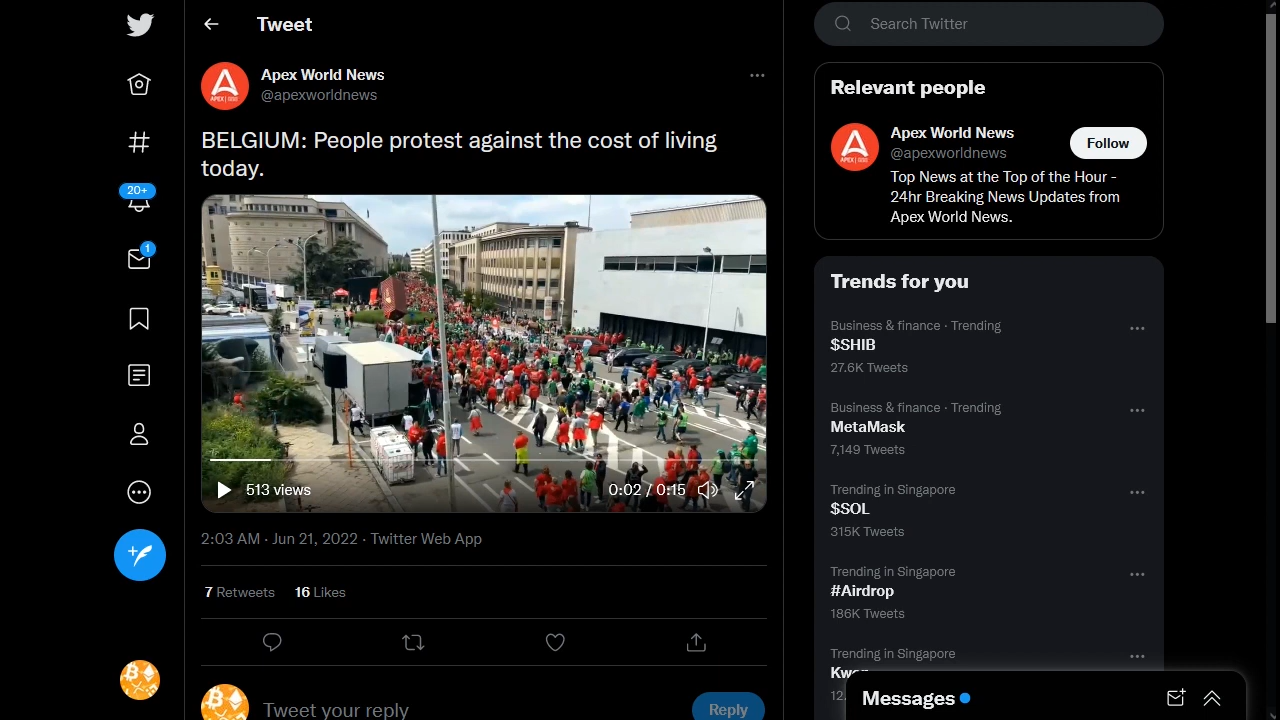 Tweet
Apex World News
@apexworldnews
BELGIUM: People protest against the cost of living
today.
513 views
0:02 / 0:15
2:03 AM · Jun 21, 2022 · Twitter Web App
7 Retweets 16 Likes
Tweet your reply
Reply
20+
1
Search Twitter
Relevant people
Apex World News
@apexworldnews
Follow
Top News at the Top of the Hour -
24hr Breaking News Updates from
Apex World News.
Trends for you
Business & finance · Trending
$SHIB
27.6K Tweets
Business & finance · Trending
MetaMask
7,149 Tweets
Trending in Singapore
$SOL
315K Tweets
Trending in Singapore
#Airdrop
186K Tweets
Trending in Singapore
Messages